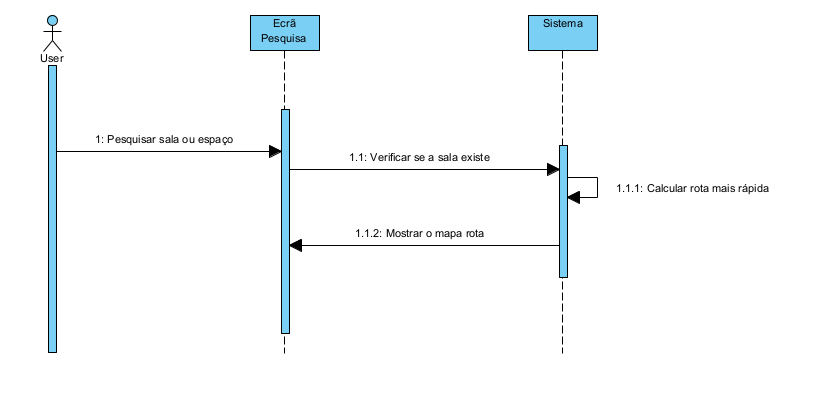 Ecrã
Pesquisa
Sistema
User
1: Pesquisar sala ou espaço
1.1: Verificar se a sala existe
1.1.1: Calcular rota mais rápida
1.1.2: Mostrar o mapa rota